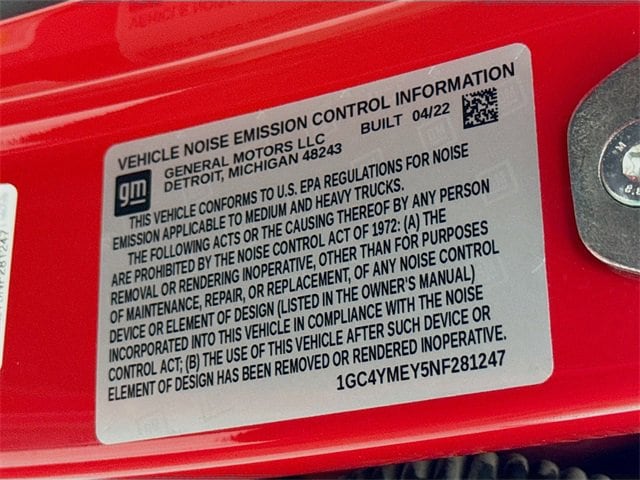 VEHICLE NOISE EMISSION CONTROL INFORMATION
gm
GENERAL MOTORS LLC BUILT 04/22
DETROIT, MICHIGAN 48243
THIS VEHICLE CONFORMS TO U.S. EPA REGULATIONS FOR NOISE
EMISSION APPLICABLE TO MEDIUM AND HEAVY TRUCKS.
THE FOLLOWING ACTS OR THE CAUSING THEREOF BY ANY PERSON
ARE PROHIBITED BY THE NOISE CONTROL ACT OF 1972: (A) THE
REMOVAL OR RENDERING INOPERATIVE, OTHER THAN FOR PURPOSES
OF MAINTENANCE, REPAIR, OR REPLACEMENT, OF ANY NOISE CONTROL
DEVICE OR ELEMENT OF DESIGN (LISTED IN THE OWNER'S MANUAL)
INCORPORATED INTO THIS VEHICLE IN COMPLIANCE WITH THE NOISE
CONTROL ACT; (B) THE USE OF THIS VEHICLE AFTER SUCH DEVICE OR
ELEMENT OF DESIGN HAS BEEN REMOVED OR RENDERED INOPERATIVE.
1GC4YMEY5NF281247